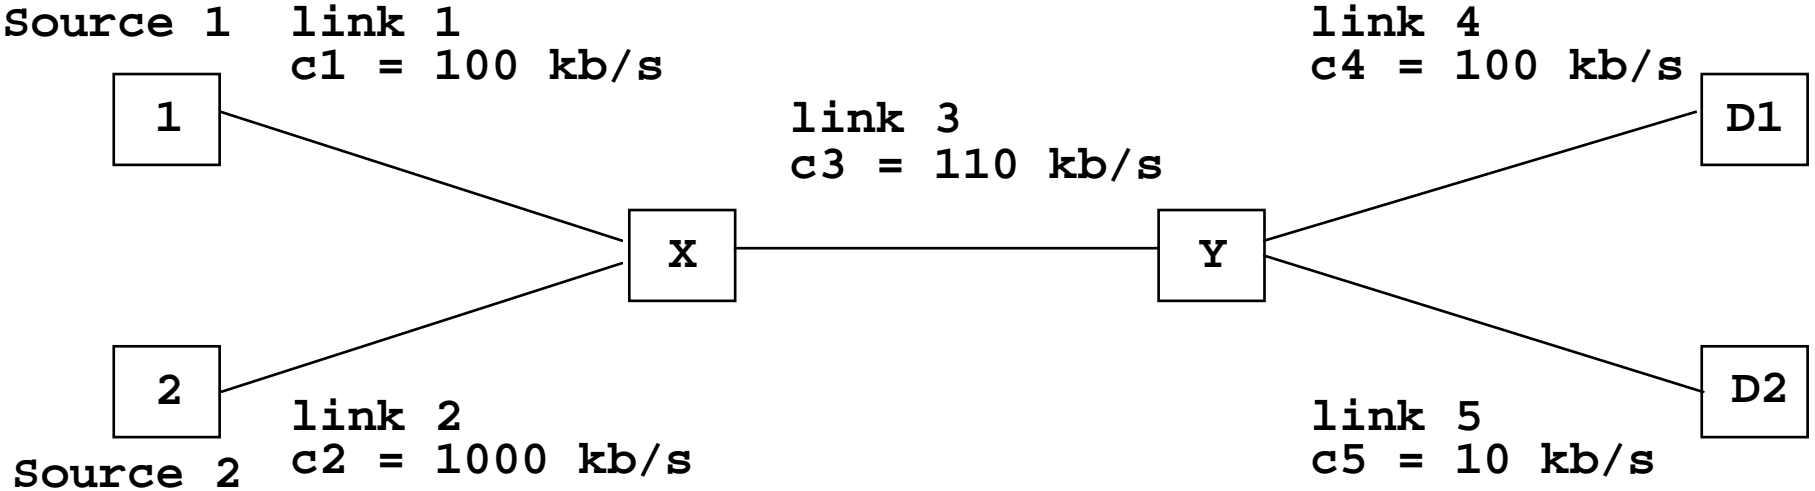 Source 1
link 1
c1 = 100 kb/s
link 4
c4 = 100 kb/s
1
D1
link 3
c3 = 110 kb/s
X
Y
2
D2
link 2
c2 = 1000 kb/s
link 5
c5 = 10 kb/s
Source 2